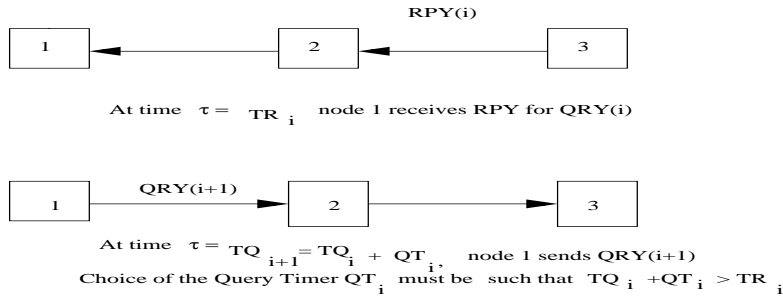 RPY(i)
1 2 3
At time τ = TR i node 1 receives RPY for QRY(i)
QRY(i+1)
1 2 3
At time τ = TQ i+1 = TQ i + QT i, node 1 sends QRY(i+1)
Choice of the Query Timer QT i must be such that TQ i +QT i > TR i